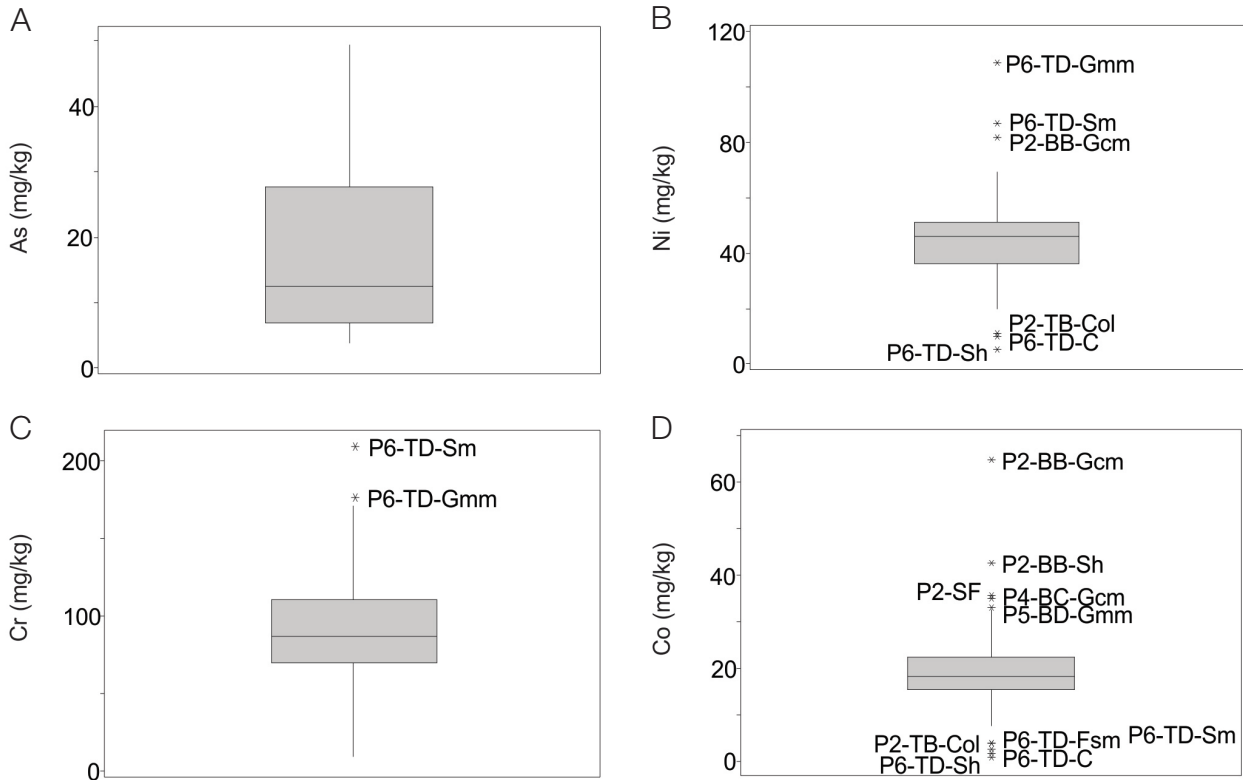 A
As (mg/kg)
40
20
0
B
Ni (mg/kg)
120
80
40
0
P6-TD-Gmm
P6-TD-Sm
P2-BB-Gcm
P2-TB-Col
P6-TD-C
P6-TD-Sh
C
Cr (mg/kg)
200
100
0
P6-TD-Sm
P6-TD-Gmm
D
Co (mg/kg)
60
40
20
0
P2-BB-Gcm
P2-BB-Sh
P2-SF
P4-BC-Gcm
P5-BD-Gmm
P6-TD-Sm
P2-TB-Col
P6-TD-Fsm
P6-TD-Sh
P6-TD-C